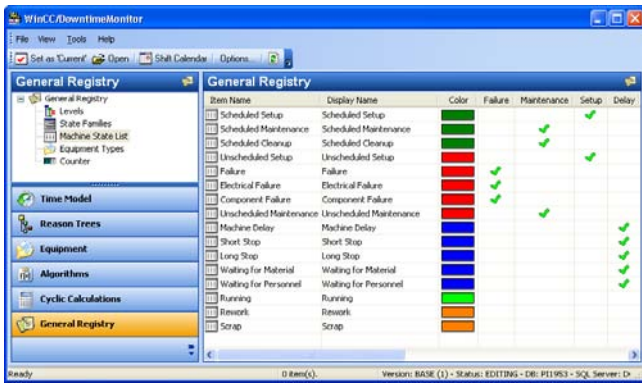 WinCC/DowntimeMonitor
File View Tools Help
Set as 'Current' Open Shift Calendar Options...
General Registry
General Registry
Levels
State Families
Machine State List
Equipment Types
Counter
Time Model
Reason Trees
Equipment
Algorithms
Cyclic Calculations
General Registry
General Registry
Item Name Display Name Color Failure Maintenance Setup Delay
Scheduled Setup Scheduled Setup
Scheduled Maintenance Scheduled Maintenance
Scheduled Cleanup Scheduled Cleanup
Unscheduled Setup Unscheduled Setup
Failure Failure
Electrical Failure Electrical Failure
Component Failure Component Failure
Unscheduled Maintenance Unscheduled Maintenance
Machine Delay Machine Delay
Short Stop Short Stop
Long Stop Long Stop
Waiting for Material Waiting for Material
Waiting for Personnel Waiting for Personnel
Running Running
Rework Rework
Scrap Scrap
Ready 0 item(s). Version: BASE (1) - Status: EDITING - DB: PI1953 - SQL Server: